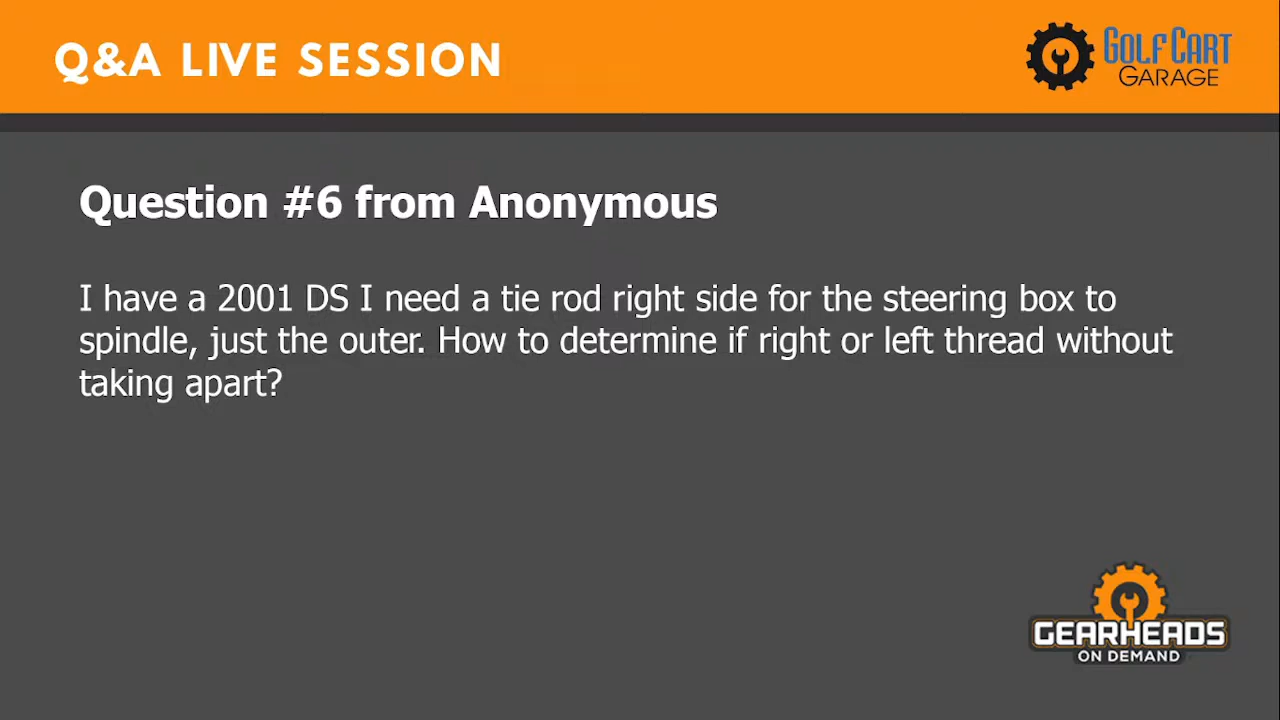 Q&A LIVE SESSION
GOLF CART
GARAGE
Question #6 from Anonymous
I have a 2001 DS I need a tie rod right side for the steering box to
spindle, just the outer. How to determine if right or left thread without
taking apart?
GEARHEADS
ON DEMAND